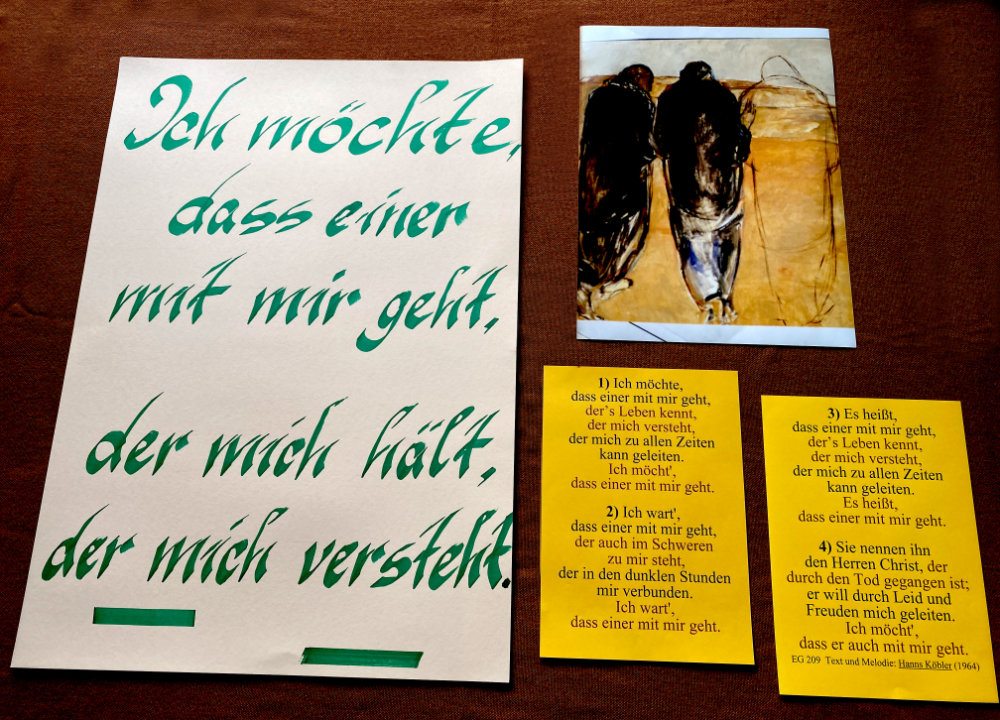 Ich möchte,
dass einer
mit mir geht,
der mich hält,
der mich versteht.
1) Ich möchte,
dass einer mit mir geht,
der's Leben kennt,
der mich versteht,
der mich zu allen Zeiten
kann geleiten.
Ich möcht',
dass einer mit mir geht.
2) Ich wart',
dass einer mit mir geht,
der auch im Schweren
zu mir steht,
der in den dunklen Stunden
mir verbunden.
Ich wart',
dass einer mit mir geht.
3) Es heißt,
dass einer mit mir geht,
der's Leben kennt,
der mich versteht,
der mich zu allen Zeiten
kann geleiten.
Es heißt,
dass einer mit mir geht.
4) Sie nennen ihn
den Herren Christ, der
durch den Tod gegangen ist;
er will durch Leid und
Freuden mich geleiten.
Ich möcht',
dass er auch mit mir geht.
EG 209 Text und Melodie: Hanns Köbler (1964)